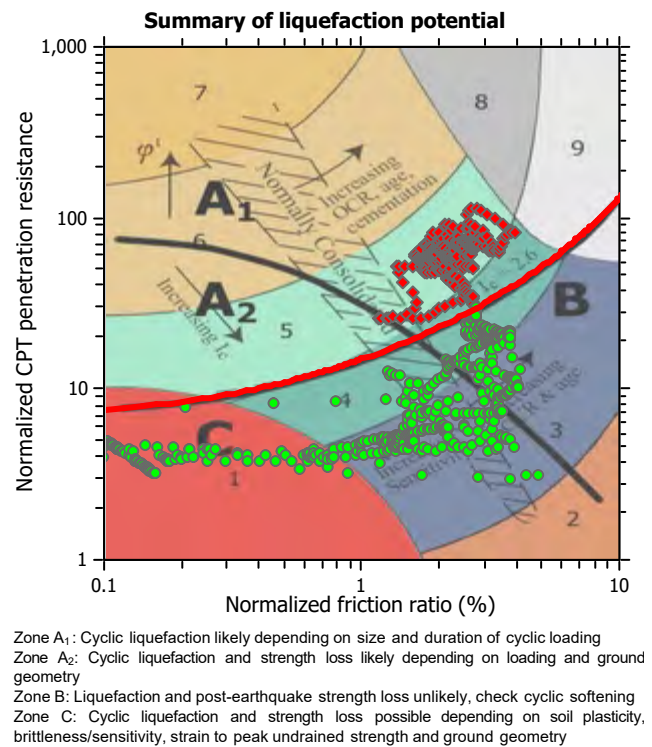 Summary of liquefaction potential
1,000
100
10
1
Normalized CPT penetration resistance
7
8
9
φ'
A₁
Increasing
OCR, age,
cementation
Normally Consolidated
6
A₂
Increasing Ic
5
Ic 2.6
B
4
3
C
1
Increasing
Sensitivity
2
0.1
1
10
Normalized friction ratio (%)
Zone A₁: Cyclic liquefaction likely depending on size and duration of cyclic loading
Zone A₂: Cyclic liquefaction and strength loss likely depending on loading and ground
geometry
Zone B: Liquefaction and post-earthquake strength loss unlikely, check cyclic softening
Zone C: Cyclic liquefaction and strength loss possible depending on soil plasticity,
brittleness/sensitivity, strain to peak undrained strength and ground geometry